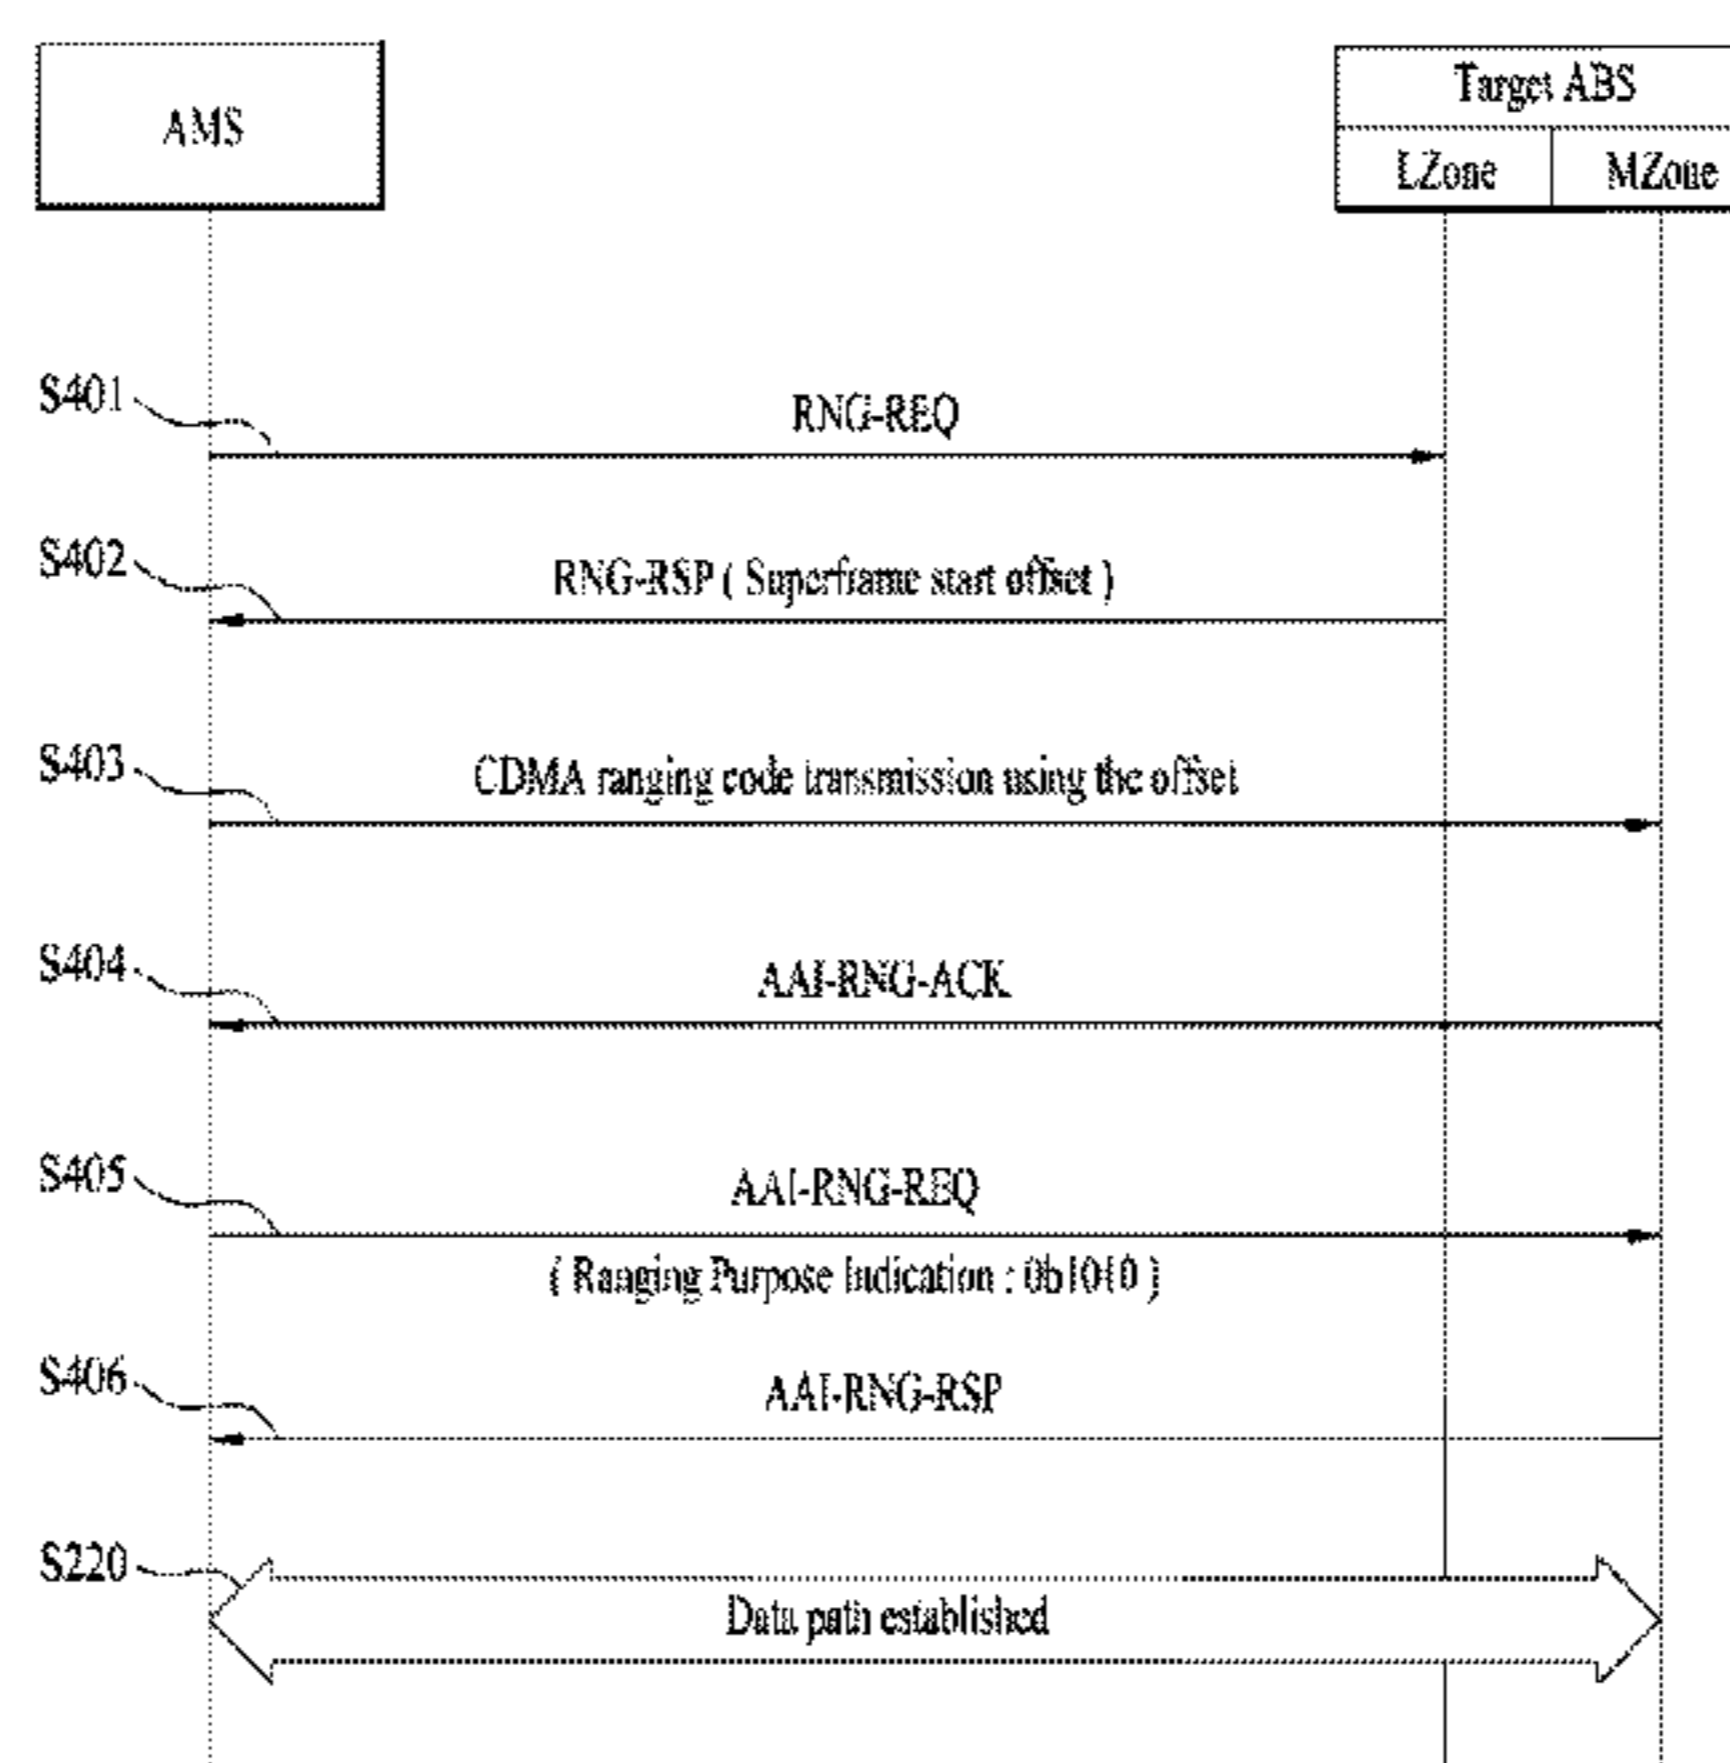 AMS
Target ABS
LZone
MZone
S401
RNG-REQ
S402
RNG-RSP ( Superframe start offset )
S403
CDMA ranging code transmission using the offset
S404
AAI-RNG-ACK
S405
AAI-RNG-REQ
( Ranging Purpose Indication : 0b1010 )
S406
AAI-RNG-RSP
S220
Data path established